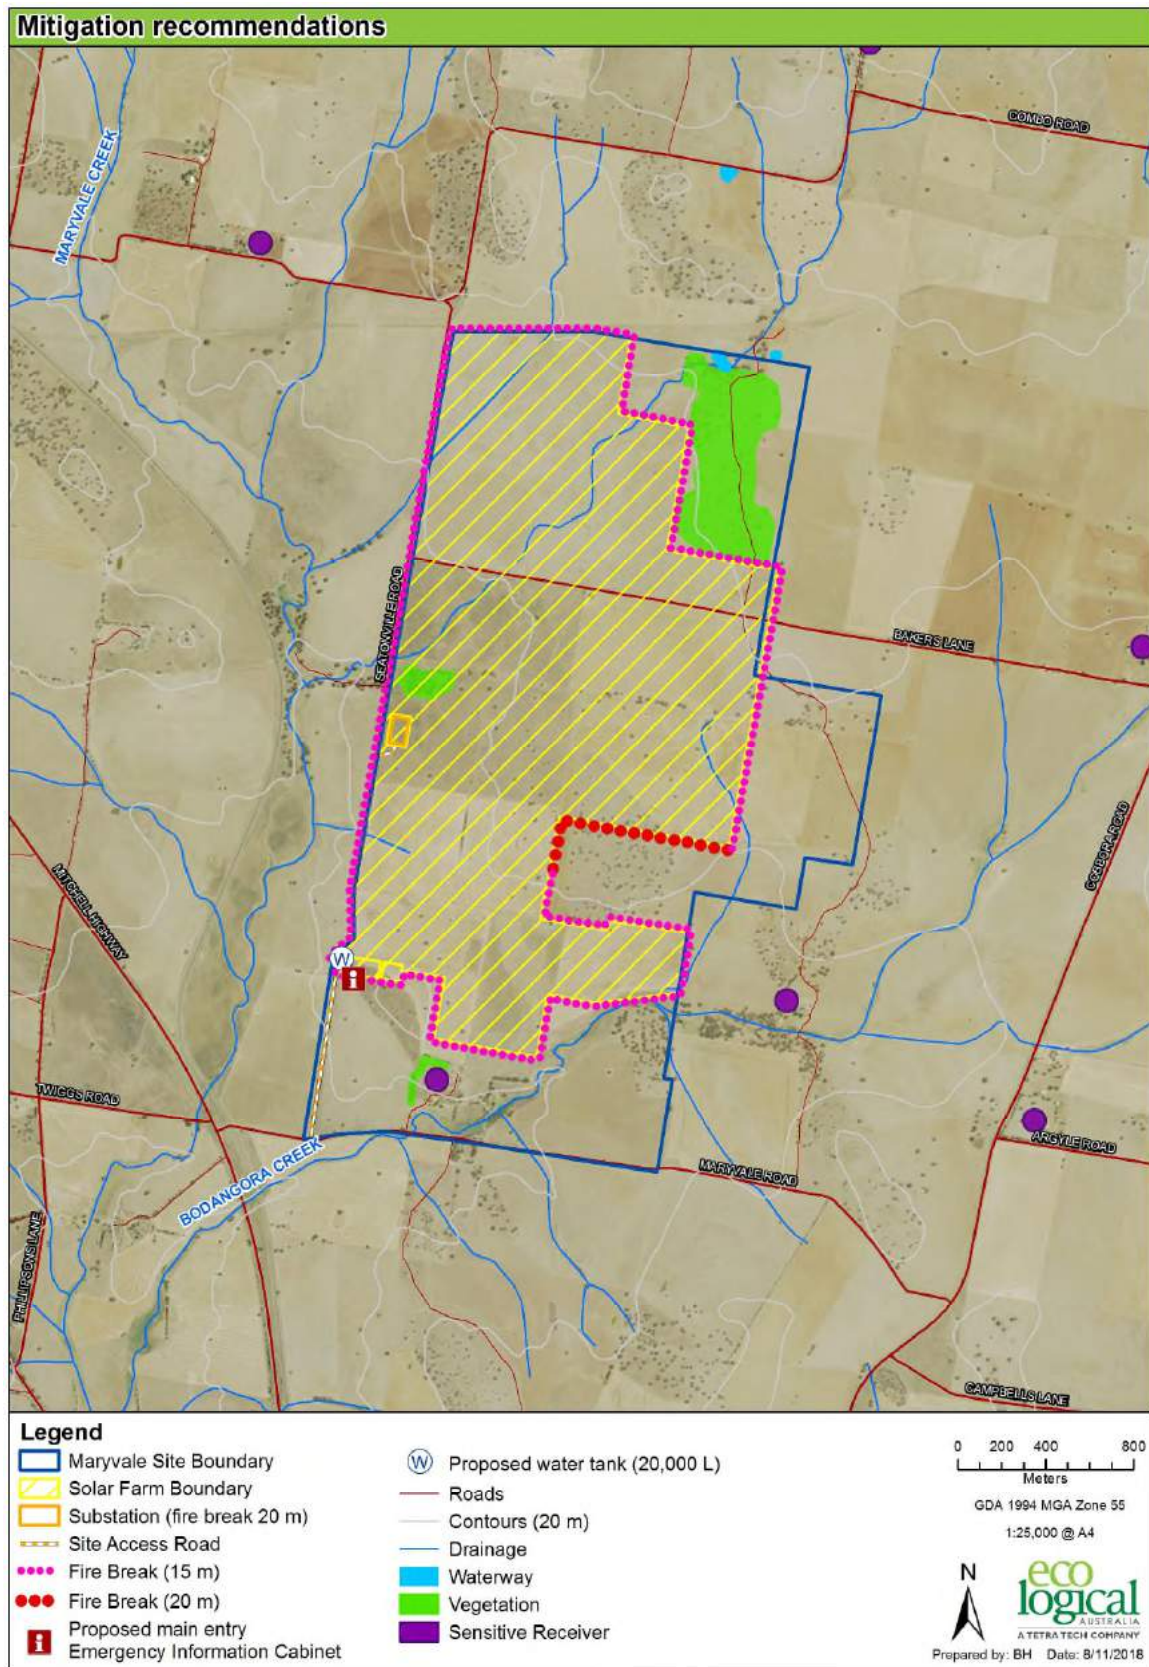 Mitigation recommendations
COMBO ROAD
MARYVALE CREEK
SEATONVILLE ROAD
BAKERS LANE
COBBORA ROAD
MITCHELL HIGHWAY
TWIGGS ROAD
BODANGORA CREEK
MARYVALE ROAD
ARGYLE ROAD
PHILLIPSONS LANE
CAMPBELLS LANE
W
i
Legend
Maryvale Site Boundary
Solar Farm Boundary
Substation (fire break 20 m)
Site Access Road
Fire Break (15 m)
Fire Break (20 m)
i
Proposed main entry
Emergency Information Cabinet
W
Proposed water tank (20,000 L)
Roads
Contours (20 m)
Drainage
Waterway
Vegetation
Sensitive Receiver
0 200 400 800
Meters
GDA 1994 MGA Zone 55
1:25,000 @ A4
N
eco
logical
AUSTRALIA
A TETRA TECH COMPANY
Prepared by: BH Date: 8/11/2018